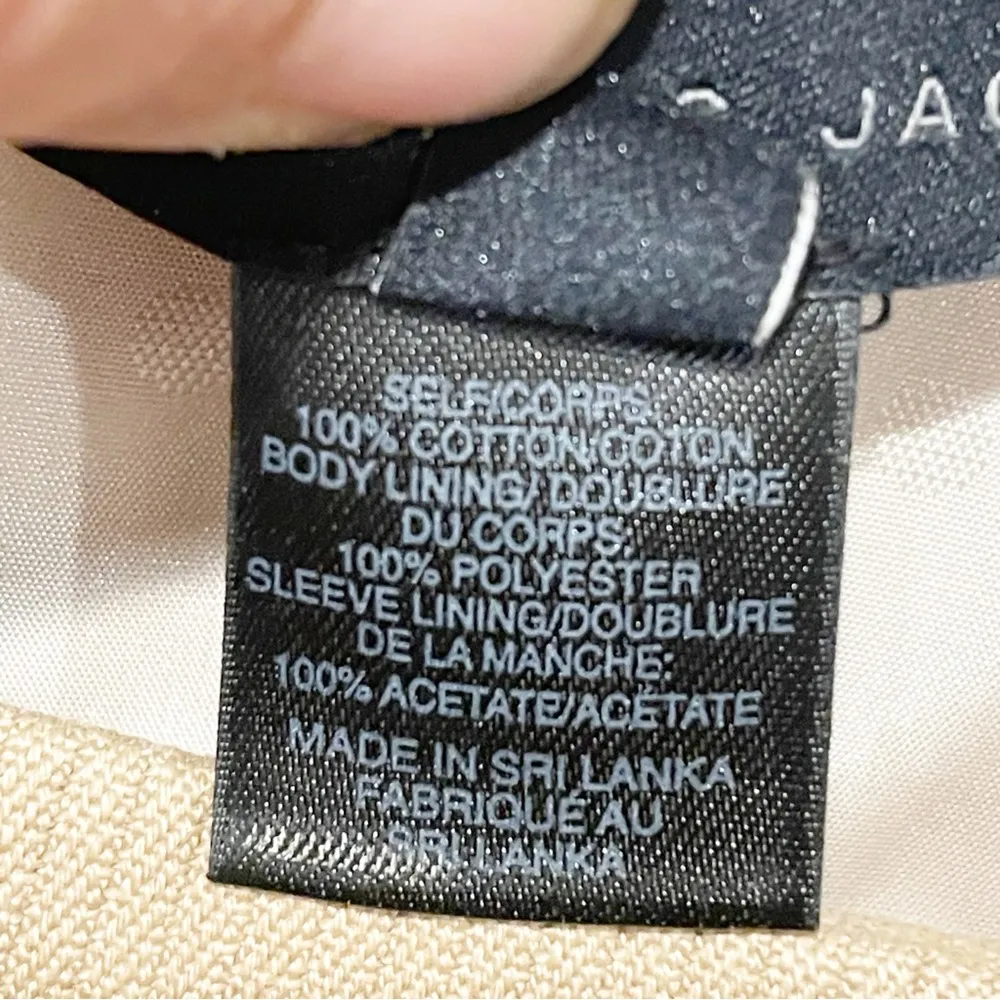 JAC
SELF/CORPS:
100% COTTON/COTON
BODY LINING/ DOUBLURE
DU CORPS:
100% POLYESTER
SLEEVE LINING/DOUBLURE
DE LA MANCHE:
100% ACETATE/ACÉTATE
MADE IN SRI LANKA
FABRIQUÉ AU
SRI LANKA